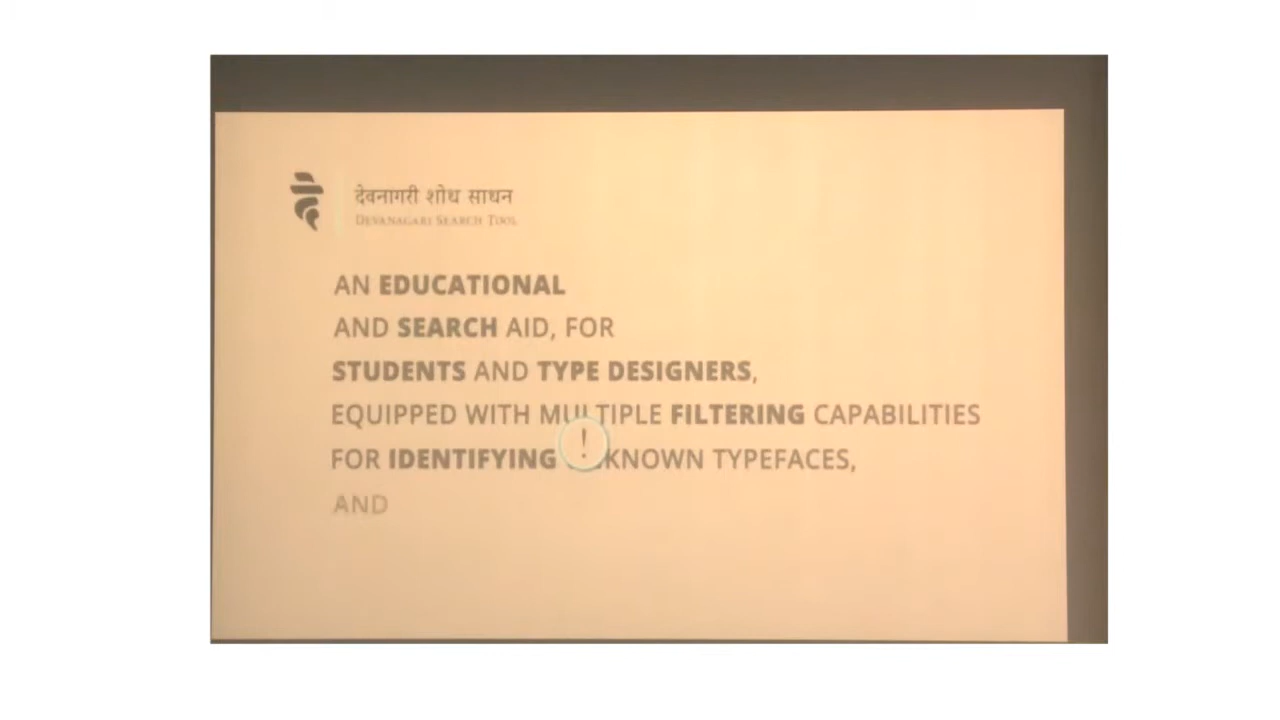 देवनागरी शोध साधन
DEVANAGARI SEARCH TOOL
AN EDUCATIONAL
AND SEARCH AID, FOR
STUDENTS AND TYPE DESIGNERS,
EQUIPPED WITH MULTIPLE FILTERING CAPABILITIES
FOR IDENTIFYING KNOWN TYPEFACES,
!
AND